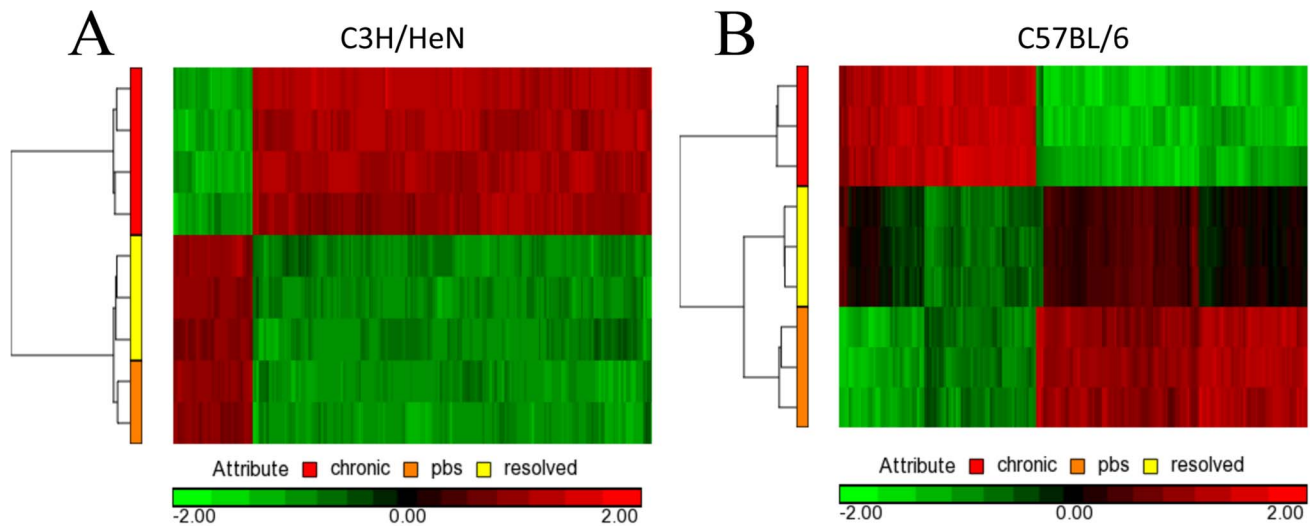 A
C3H/HeN
Attribute chronic pbs resolved
-2.00 0.00 2.00
B
C57BL/6
Attribute chronic pbs resolved
-2.00 0.00 2.00